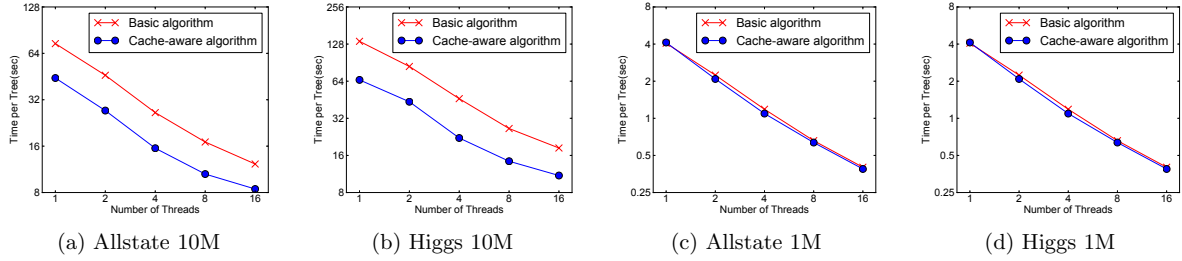 128
64
32
16
8
Time per Tree(sec)
Basic algorithm
Cache-aware algorithm
1 2 4 8 16
Number of Threads
(a) Allstate 10M
256
128
64
32
16
8
Time per Tree(sec)
Basic algorithm
Cache-aware algorithm
1 2 4 8 16
Number of Threads
(b) Higgs 10M
8
4
2
1
0.5
0.25
Time per Tree(sec)
Basic algorithm
Cache-aware algorithm
1 2 4 8 16
Number of Threads
(c) Allstate 1M
8
4
2
1
0.5
0.25
Time per Tree(sec)
Basic algorithm
Cache-aware algorithm
1 2 4 8 16
Number of Threads
(d) Higgs 1M